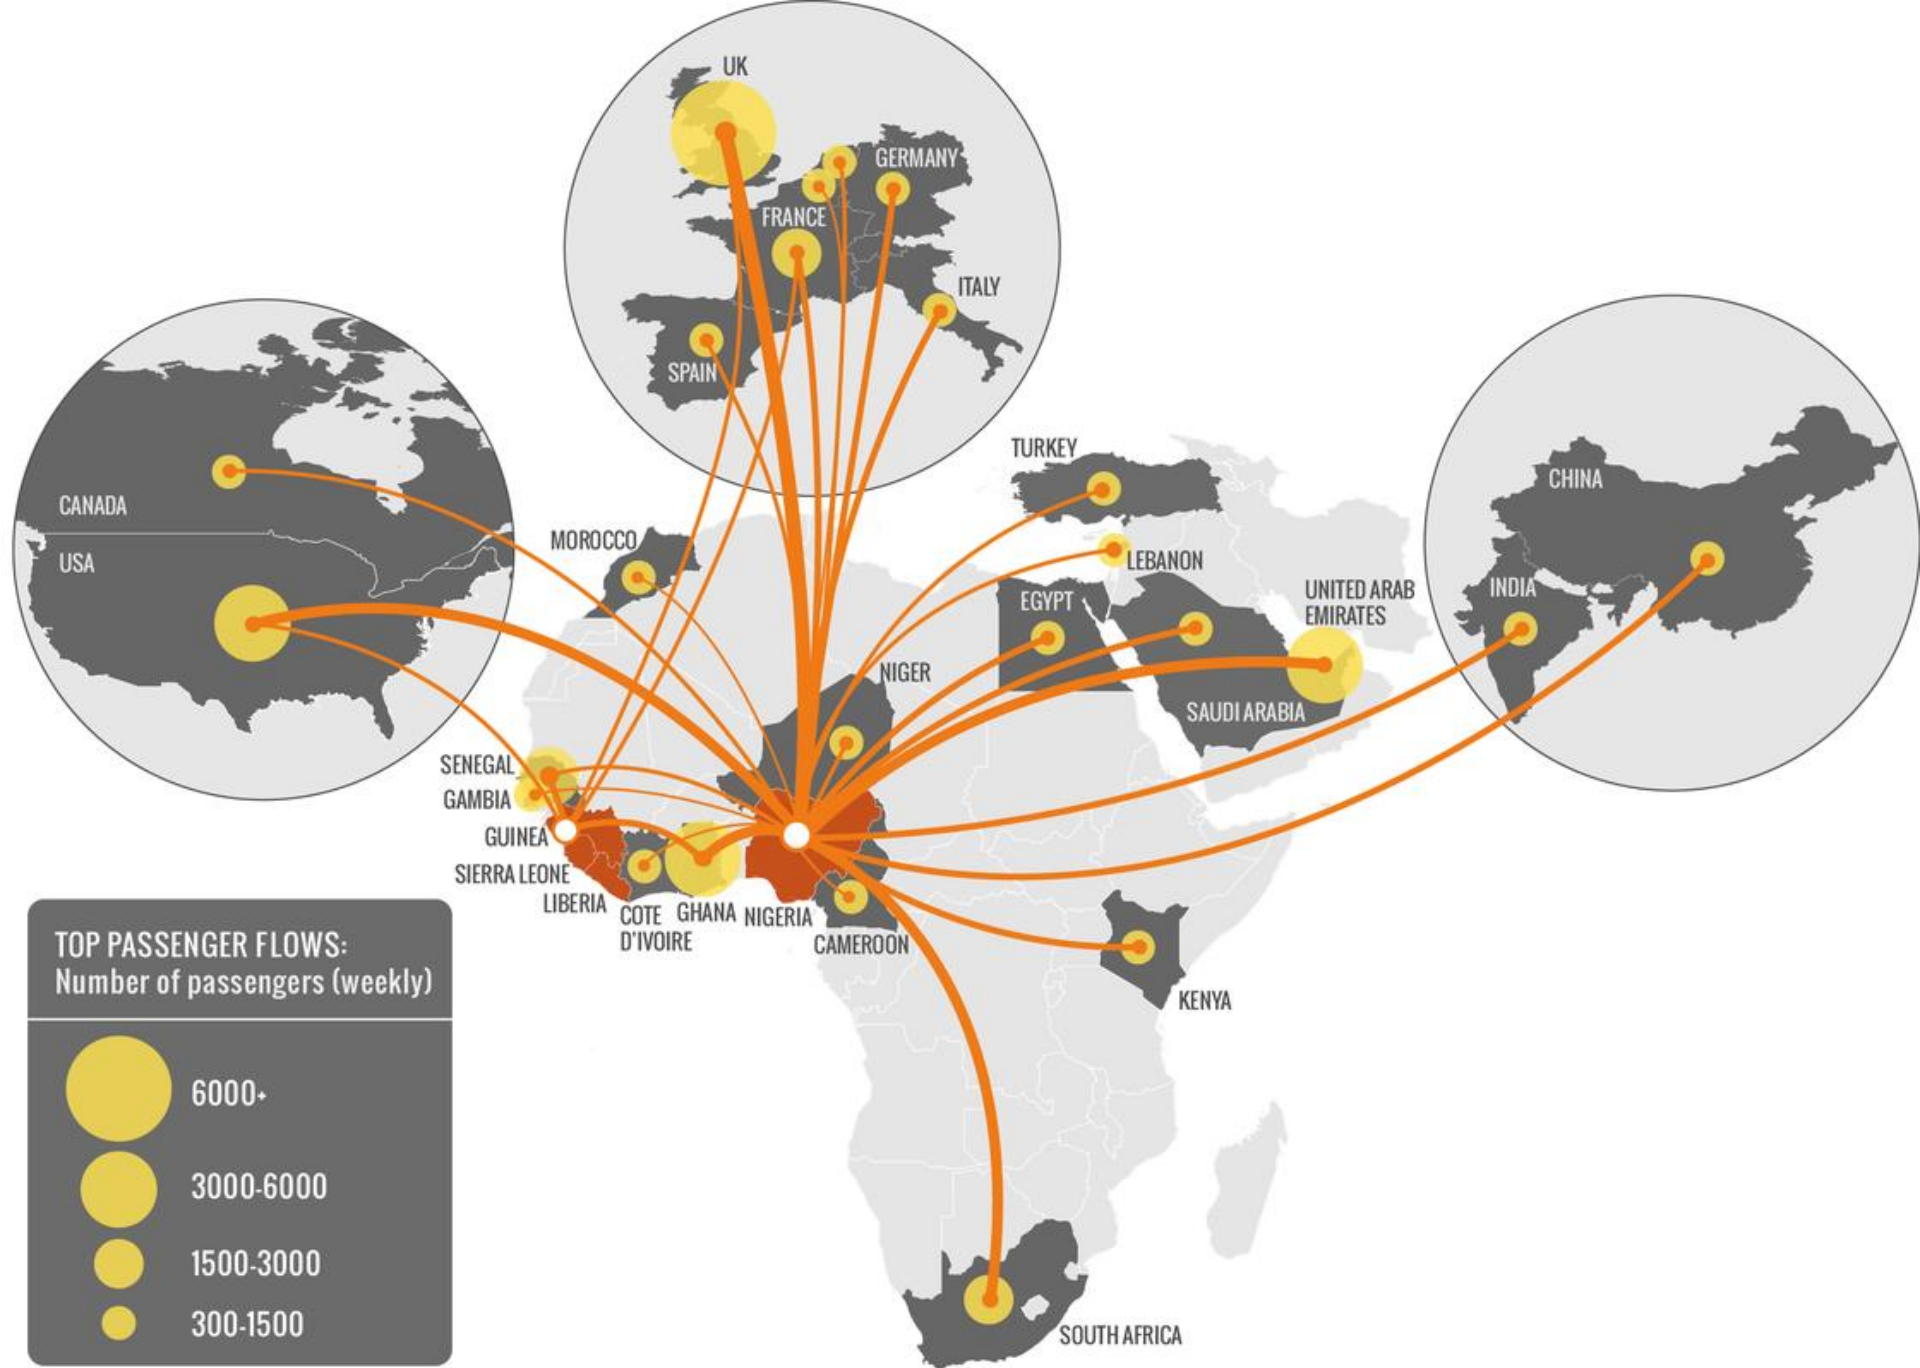 UK
GERMANY
FRANCE
ITALY
SPAIN
CANADA
USA
TURKEY
MOROCCO
LEBANON
EGYPT
UNITED ARAB
EMIRATES
SAUDI ARABIA
CHINA
INDIA
NIGER
SENEGAL
GAMBIA
GUINEA
SIERRA LEONE
LIBERIA
COTE
D'IVOIRE
GHANA
NIGERIA
CAMEROON
KENYA
SOUTH AFRICA
TOP PASSENGER FLOWS:
Number of passengers (weekly)
6000+
3000-6000
1500-3000
300-1500